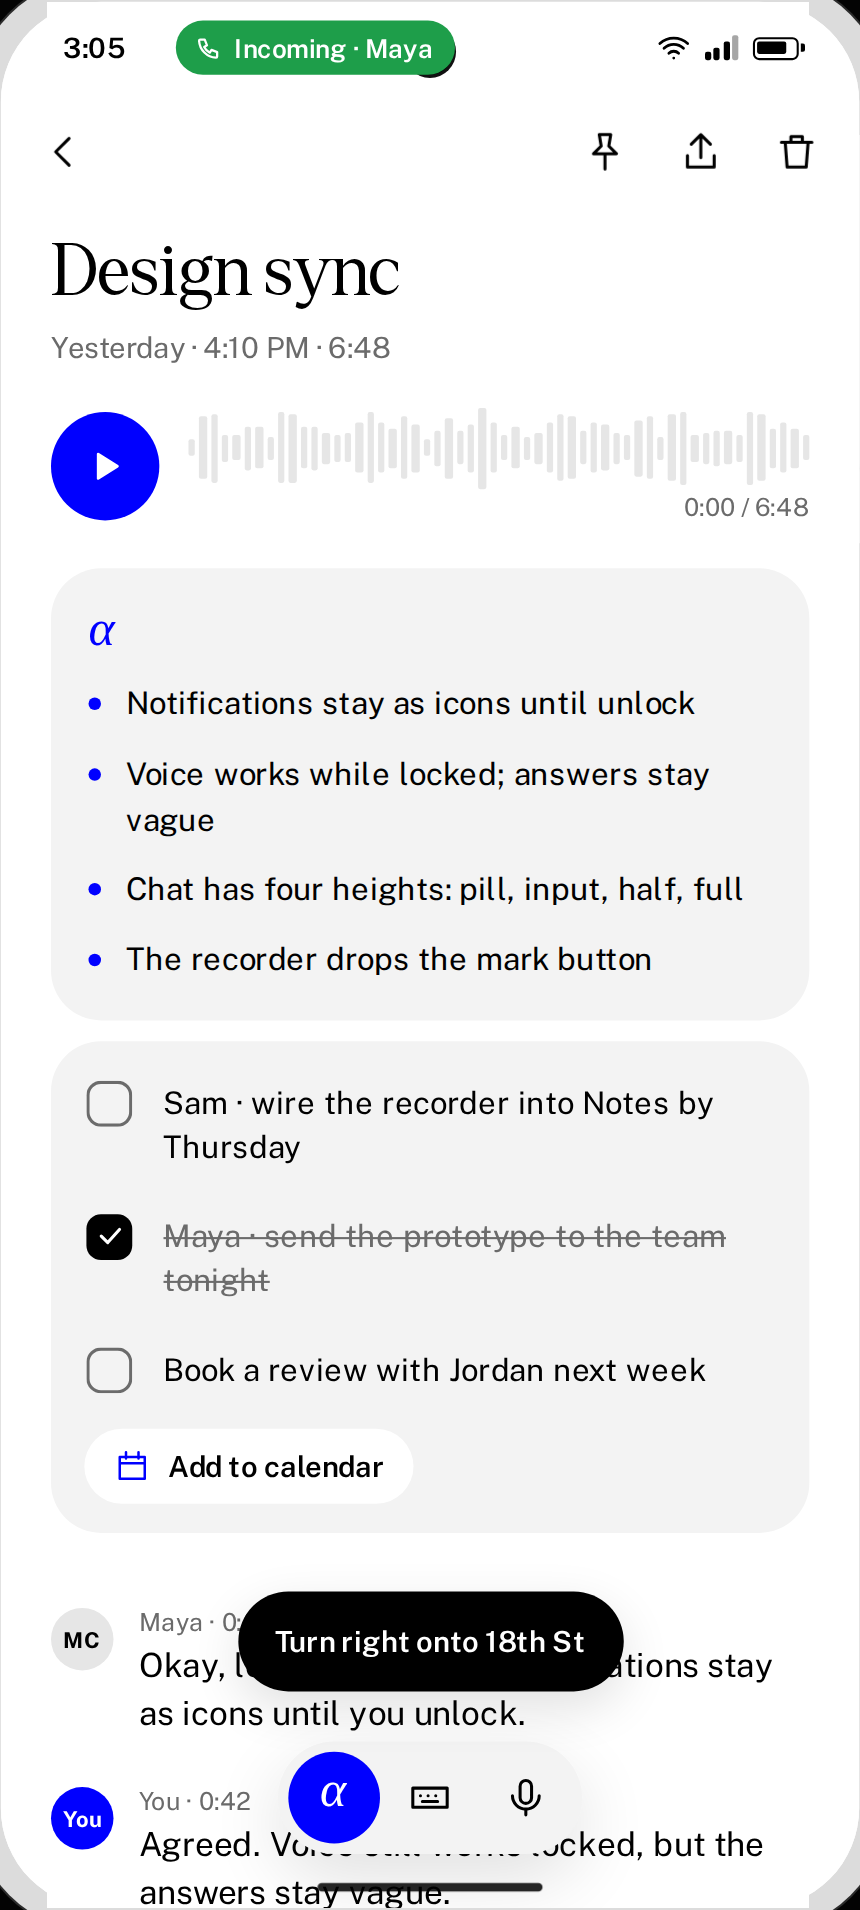 3:05
Incoming · Maya
Design sync
Yesterday · 4:10 PM · 6:48
0:00 / 6:48
α
Notifications stay as icons until unlock
Voice works while locked; answers stay
vague
Chat has four heights: pill, input, half, full
The recorder drops the mark button
Sam · wire the recorder into Notes by
Thursday
Maya · send the prototype to the team
tonight
Book a review with Jordan next week
Add to calendar
MC
Maya · 0:
Turn right onto 18th St
Okay, stay
as icons until you unlock.
α
You
You · 0:42
Agreed. locked, but the
answers stay vague.